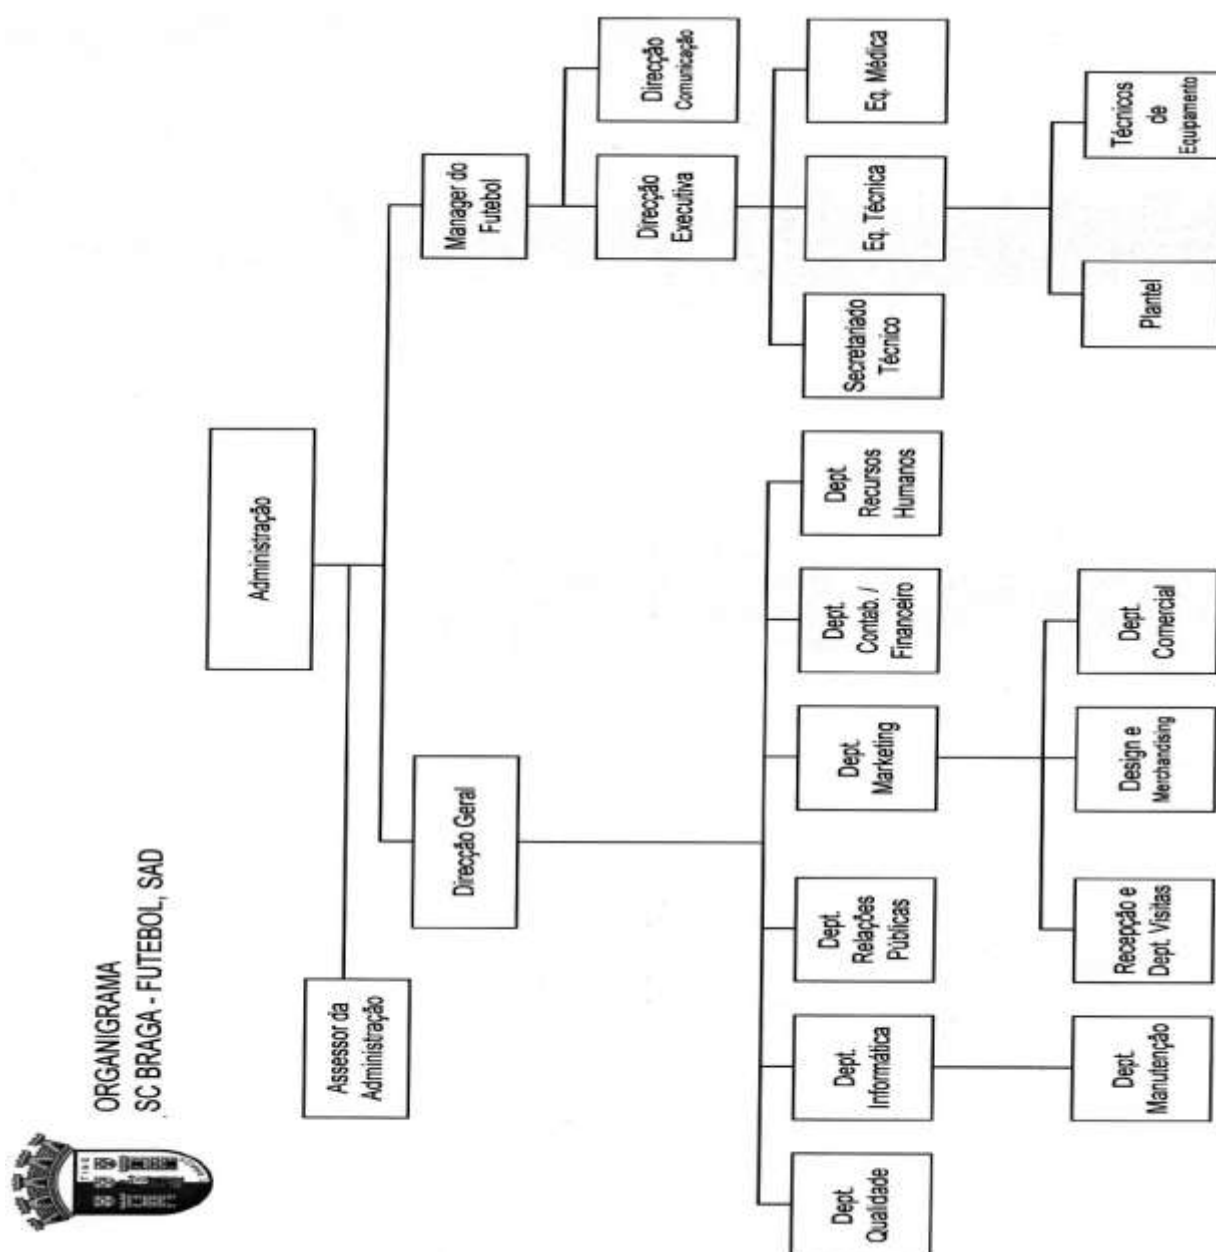 ORGANIGRAMA
SC BRAGA - FUTEBOL, SAD
Administração
Assessor da
Administração
Direcção Geral
Manager do
Futebol
Direcção
Executiva
Direcção
Comunicação
Dept.
Qualidade
Dept.
Informática
Dept.
Relações
Públicas
Dept.
Marketing
Dept.
Contab. /
Financeiro
Dept.
Recursos
Humanos
Secretariado
Técnico
Eq. Técnica
Eq. Médica
Dept.
Manutenção
Recepção e
Dept. Visitas
Design e
Merchandising
Dept.
Comercial
Plantel
Técnicos
de
Equipamento